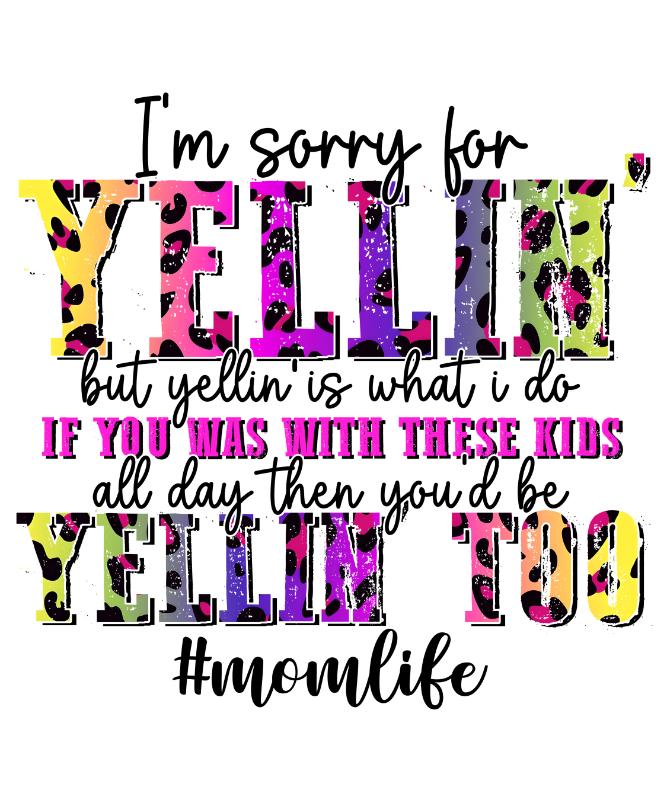 I'm sorry for
YELLIN'
but yellin' is what i do
IF YOU WAS WITH THESE KIDS
all day then you'd be
YELLIN' TOO
#momlife